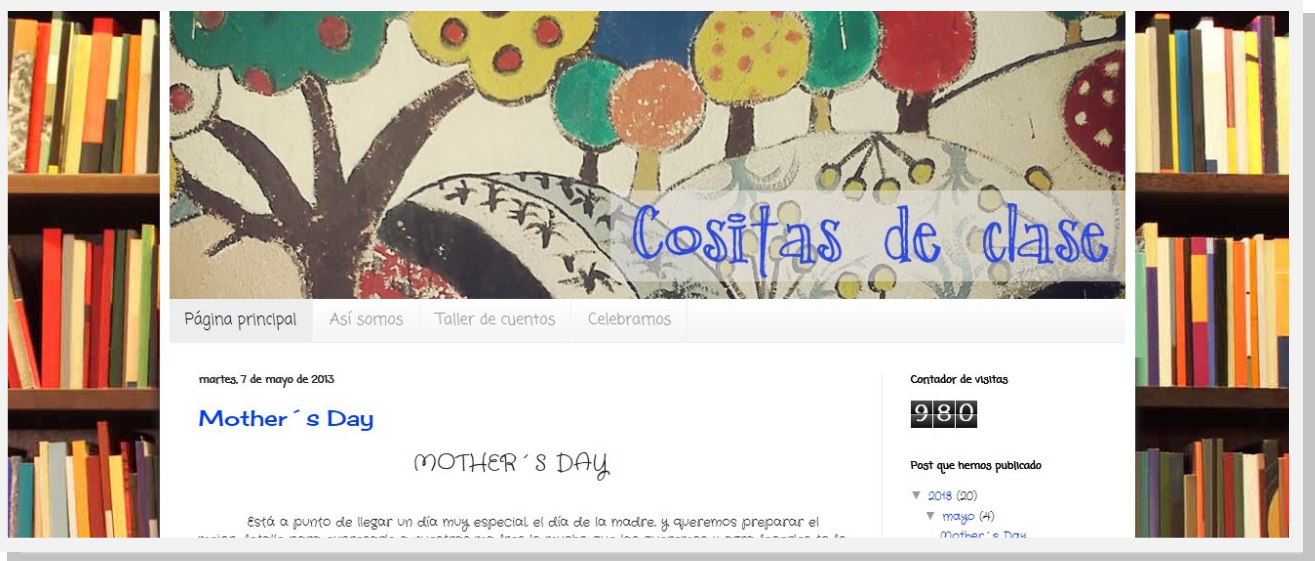 Cositas de clase
Página principal
Así somos
Taller de cuentos
Celebramos
martes, 7 de mayo de 2013
Mother´s Day
MOTHER´S DAY
Está a punto de llegar un día muy especial el día de la madre, y queremos preparar el
Contador de visitas
980
Post que hemos publicado
▼ 2013 (20)
▼ mayo (4)
Mother´s Day